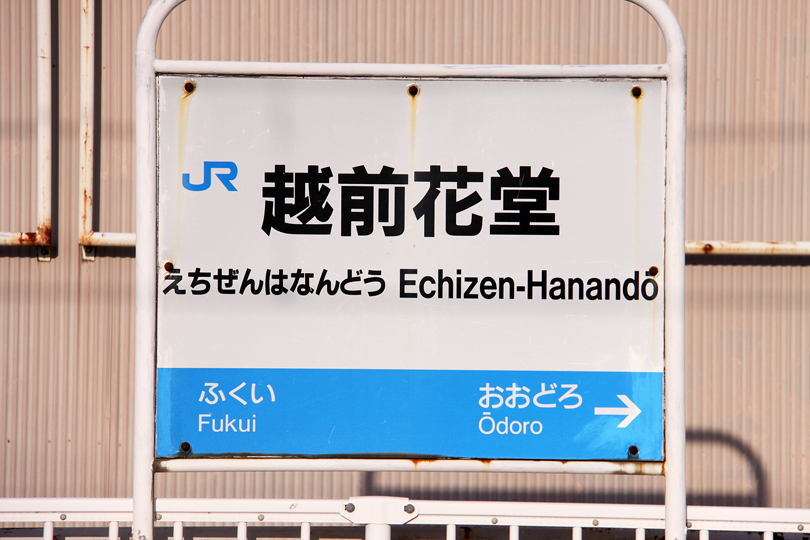 JR 越前花堂
えちぜんはなんどう Echizen-Hanandō
ふくい おおどろ →
Fukui Ōdoro